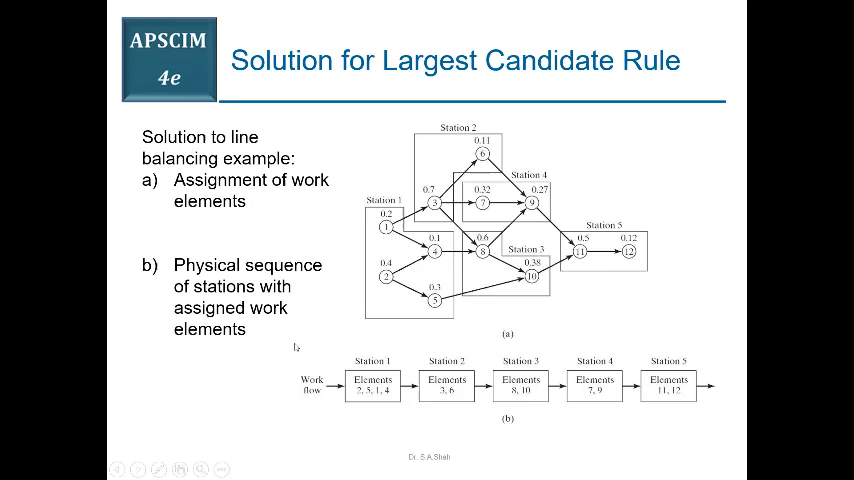 APSCIM
4e
Solution for Largest Candidate Rule
Solution to line
balancing example:
a) Assignment of work
elements
b) Physical sequence
of stations with
assigned work
elements
Station 2
0.11
6
Station 4
0.7
0.32
0.27
3
7
9
Station 1
0.2
1
Station 5
0.1
0.6
0.5
0.12
4
8
11
12
Station 3
0.4
0.38
2
10
0.3
5
(a)
Station 1
Station 2
Station 3
Station 4
Station 5
Work
flow
Elements
2, 5, 1, 4
Elements
3, 6
Elements
8, 10
Elements
7, 9
Elements
11, 12
(b)
Dr. S.A.Shah